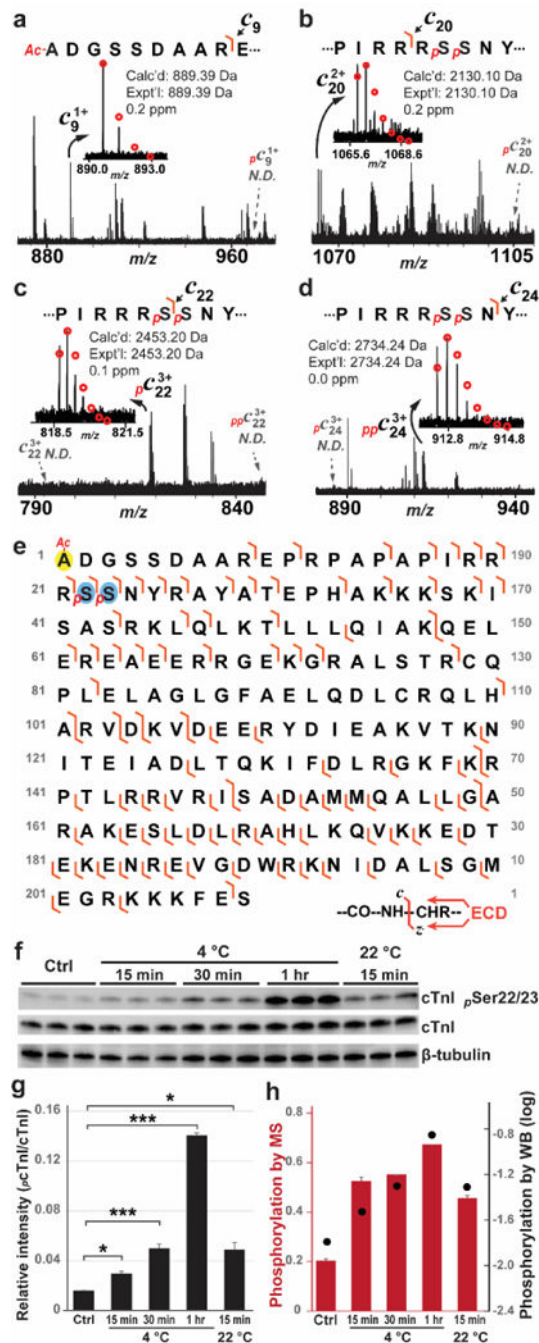 a
c9
Ac-A D G S S D A A R E ···
Calc'd: 889.39 Da
Expt'l: 889.39 Da
0.2 ppm
c9 1+
890.0 893.0
m/z
pc9 1+
N.D.
880 960
m/z
b
c20
···P I R R R pS pS N Y···
Calc'd: 2130.10 Da
Expt'l: 2130.10 Da
0.2 ppm
c20 2+
1065.6 1068.6
m/z
pc20 2+
N.D.
1070 1105
m/z
c
c22
···P I R R R pS pS N Y···
Calc'd: 2453.20 Da
Expt'l: 2453.20 Da
0.1 ppm
pc22 3+
818.5 821.5
m/z
c22 3+ N.D.
ppc22 3+
N.D.
790 840
m/z
d
c24
···P I R R R pS pS N Y···
Calc'd: 2734.24 Da
Expt'l: 2734.24 Da
0.0 ppm
pc24 3+
N.D.
ppc24 3+
912.8 914.8
m/z
890 940
m/z
e
Ac
1 A D G S S D A A R E P R P A P A P I R R 190
21 R pS pS N Y R A Y A T E P H A K K K S K I 170
41 S A S R K L Q L K T L L L Q I A K Q E L 150
61 E R E A E E R R G E K G R A L S T R C Q 130
81 P L E L A G L G F A E L Q D L C R Q L H 110
101 A R V D K V D E E R Y D I E A K V T K N 90
121 I T E I A D L T Q K I F D L R G K F K R 70
141 P T L R R V R I S A D A M M Q A L L G A 50
161 R A K E S L D L R A H L K Q V K K E D T 30
181 E K E N R E V G D W R K N I D A L S G M 10
201 E G R K K K F E S 1
c
--CO--NH--CHR-- ECD
z·
f
4 °C 22 °C
Ctrl 15 min 30 min 1 hr 15 min
cTnI pSer22/23
cTnI
β-tubulin
g
Relative intensity (pcTnI/cTnI)
0.16
0.12
0.08
0.04
0
*
***
***
*
Ctrl 15 min 30 min 1 hr 15 min
4 °C 22 °C
h
Phosphorylation by MS
0.8
0.6
0.4
0.2
0
Phosphorylation by WB (log)
-0.8
-1.2
-1.6
-2.0
-2.4
Ctrl 15 min 30 min 1 hr 15 min
4 °C 22 °C